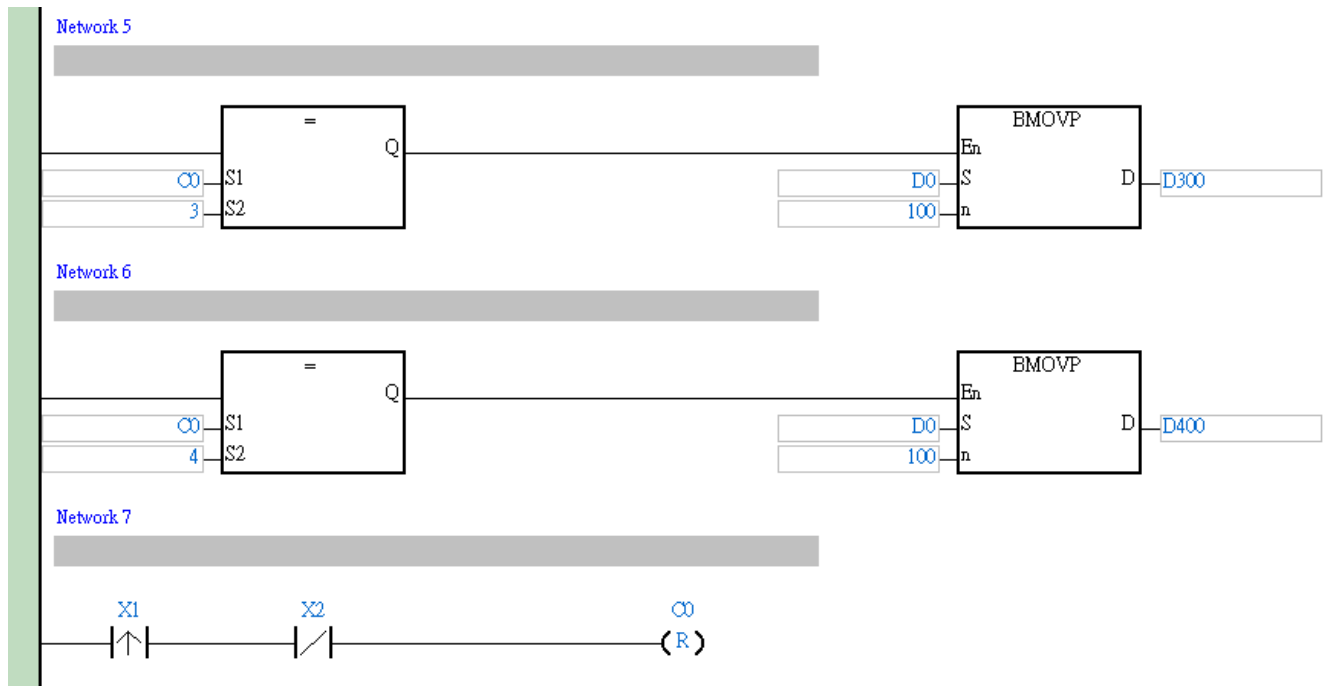 Network 5
= BMOVP
Q En
C0 S1 D0 S D D300
3 S2 100 n
Network 6
= BMOVP
Q En
C0 S1 D0 S D D400
4 S2 100 n
Network 7
X1 X2 C0
R